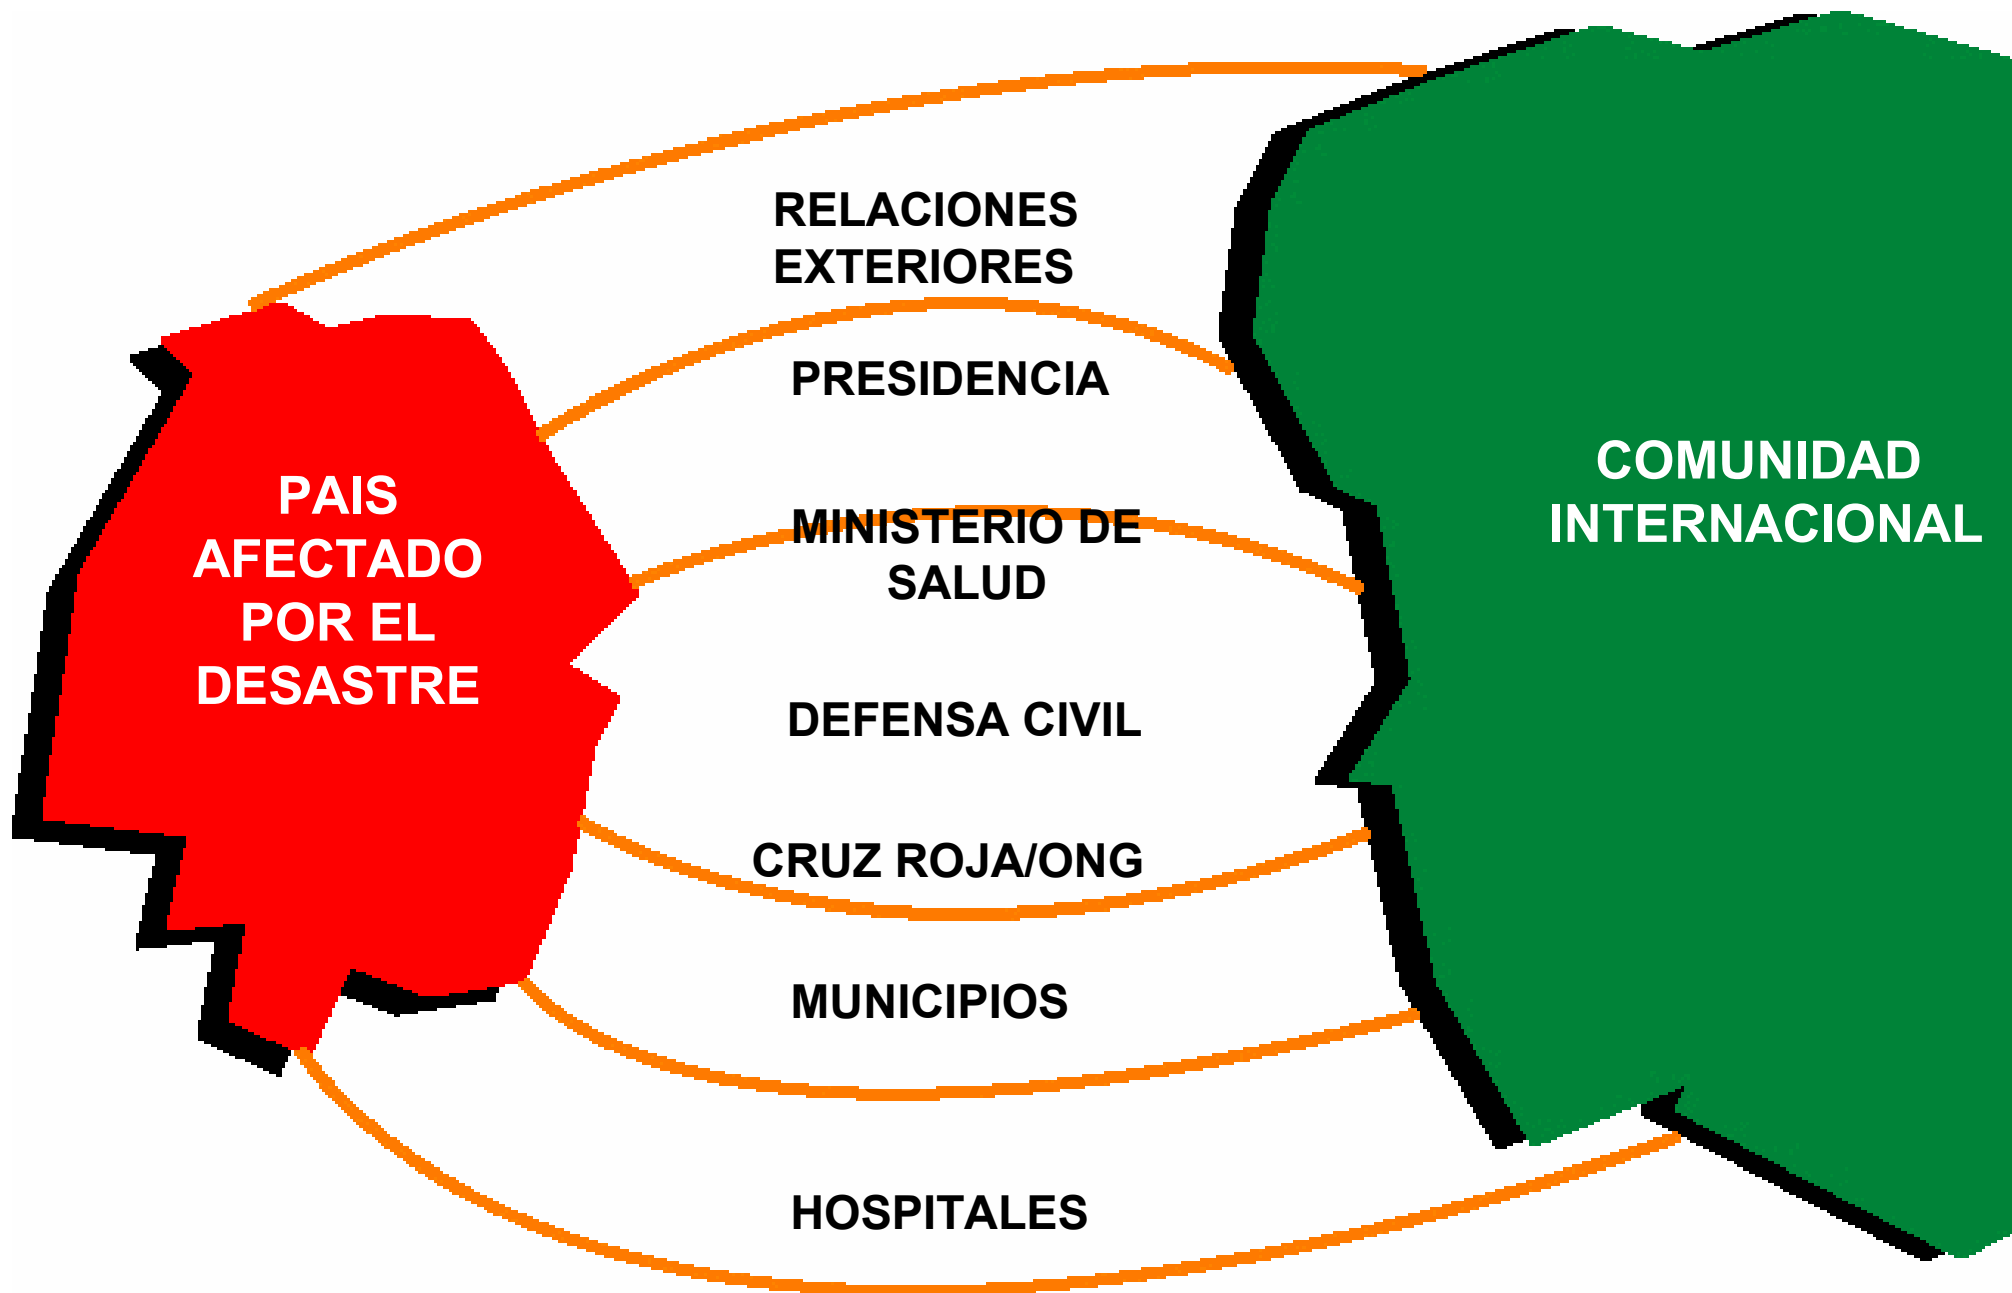 RELACIONES
EXTERIORES
PRESIDENCIA
PAIS
AFECTADO
POR EL
DESASTRE
MINISTERIO DE
SALUD
DEFENSA CIVIL
CRUZ ROJA/ONG
MUNICIPIOS
HOSPITALES
COMUNIDAD
INTERNACIONAL